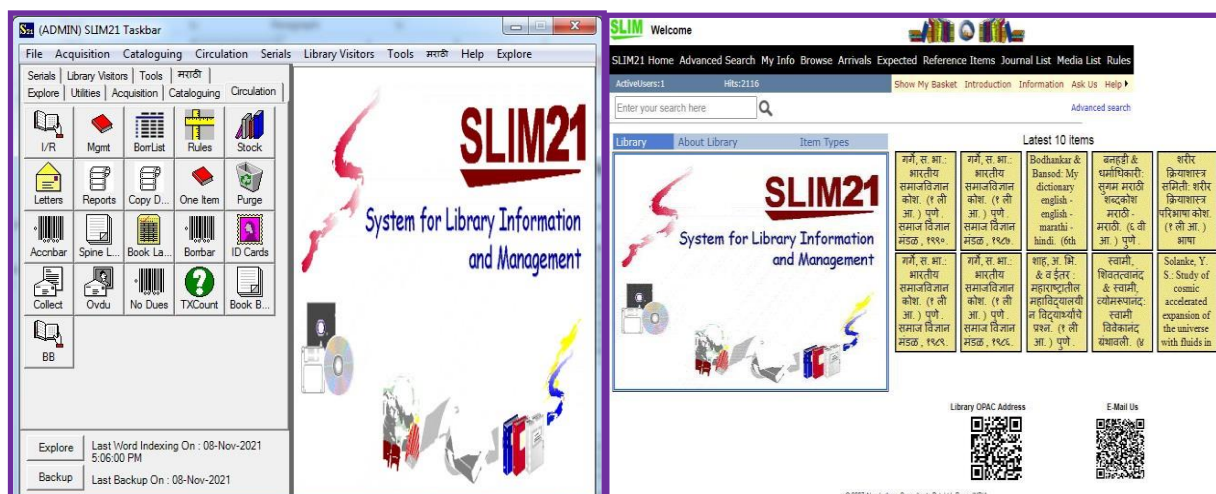 (ADMIN) SLIM21 Taskbar
File Acquisition Cataloguing Circulation Serials Library Visitors Tools मराठी Help Explore
Serials Library Visitors Tools मराठी
Explore Utilities Acquisition Cataloguing Circulation
I/R Mgmt BorrList Rules Stock
Letters Reports Copy D... One Item Purge
Accnbar Spine L... Book La... Borrbar ID Cards
Collect Ovdu No Dues TXCount Book B...
BB
Explore
Last Word Indexing On : 08-Nov-2021
5:06:00 PM
Backup
Last Backup On : 08-Nov-2021
SLIM21
System for Library Information
and Management
SLIM Welcome
SLIM21 Home Advanced Search My Info Browse Arrivals Expected Reference Items Journal List Media List Rules
ActiveUsers:1 Hits:2116
Show My Basket Introduction Information Ask Us Help
Enter your search here
Advanced search
Library About Library Item Types
SLIM21
System for Library Information
and Management
Latest 10 items
गर्गे, स. भा.:
भारतीय
समाजविज्ञान
कोश. (१ ली
आ. ) पुणे .
समाज विज्ञान
मंडळ , १९९०.
गर्गे, स. भा.:
भारतीय
समाजविज्ञान
कोश. (१ ली
आ. ) पुणे .
समाज विज्ञान
मंडळ , १९८७.
Bodhankar &
Bansod: My
dictionary
english -
english -
marathi -
hindi. (6th
बनहट्टी &
धर्माधिकारी:
सुगम मराठी
शब्दकोश
मराठी -
मराठी. (६ वी
आ. ) पुणे .
शरीर
क्रियाशास्त्र
समिती: शरीर
क्रियाशास्त्र
परिभाषा कोश.
(१ ली आ. )
भाषा
गर्गे, स. भा.:
भारतीय
समाजविज्ञान
कोश. (१ ली
आ. ) पुणे .
समाज विज्ञान
मंडळ , १९८९.
गर्गे, स. भा.:
भारतीय
समाजविज्ञान
कोश. (१ ली
आ. ) पुणे .
समाज विज्ञान
मंडळ , १९८६.
शाह, अ. भि.
& व ईतर :
महाराष्ट्रातील
महाविद्यालयी
न विद्यार्थ्यांचे
प्रश्न. (१ ली
आ. ) पुणे .
स्वामी,
शिवतत्वानंद
& स्वामी,
व्योमरूपानंद:
स्वामी
विवेकानंद
ग्रंथावली. (४
Solanke, Y.
S.: Study of
cosmic
accelerated
expansion of
the universe
with fluids in
Library OPAC Address
E-Mail Us